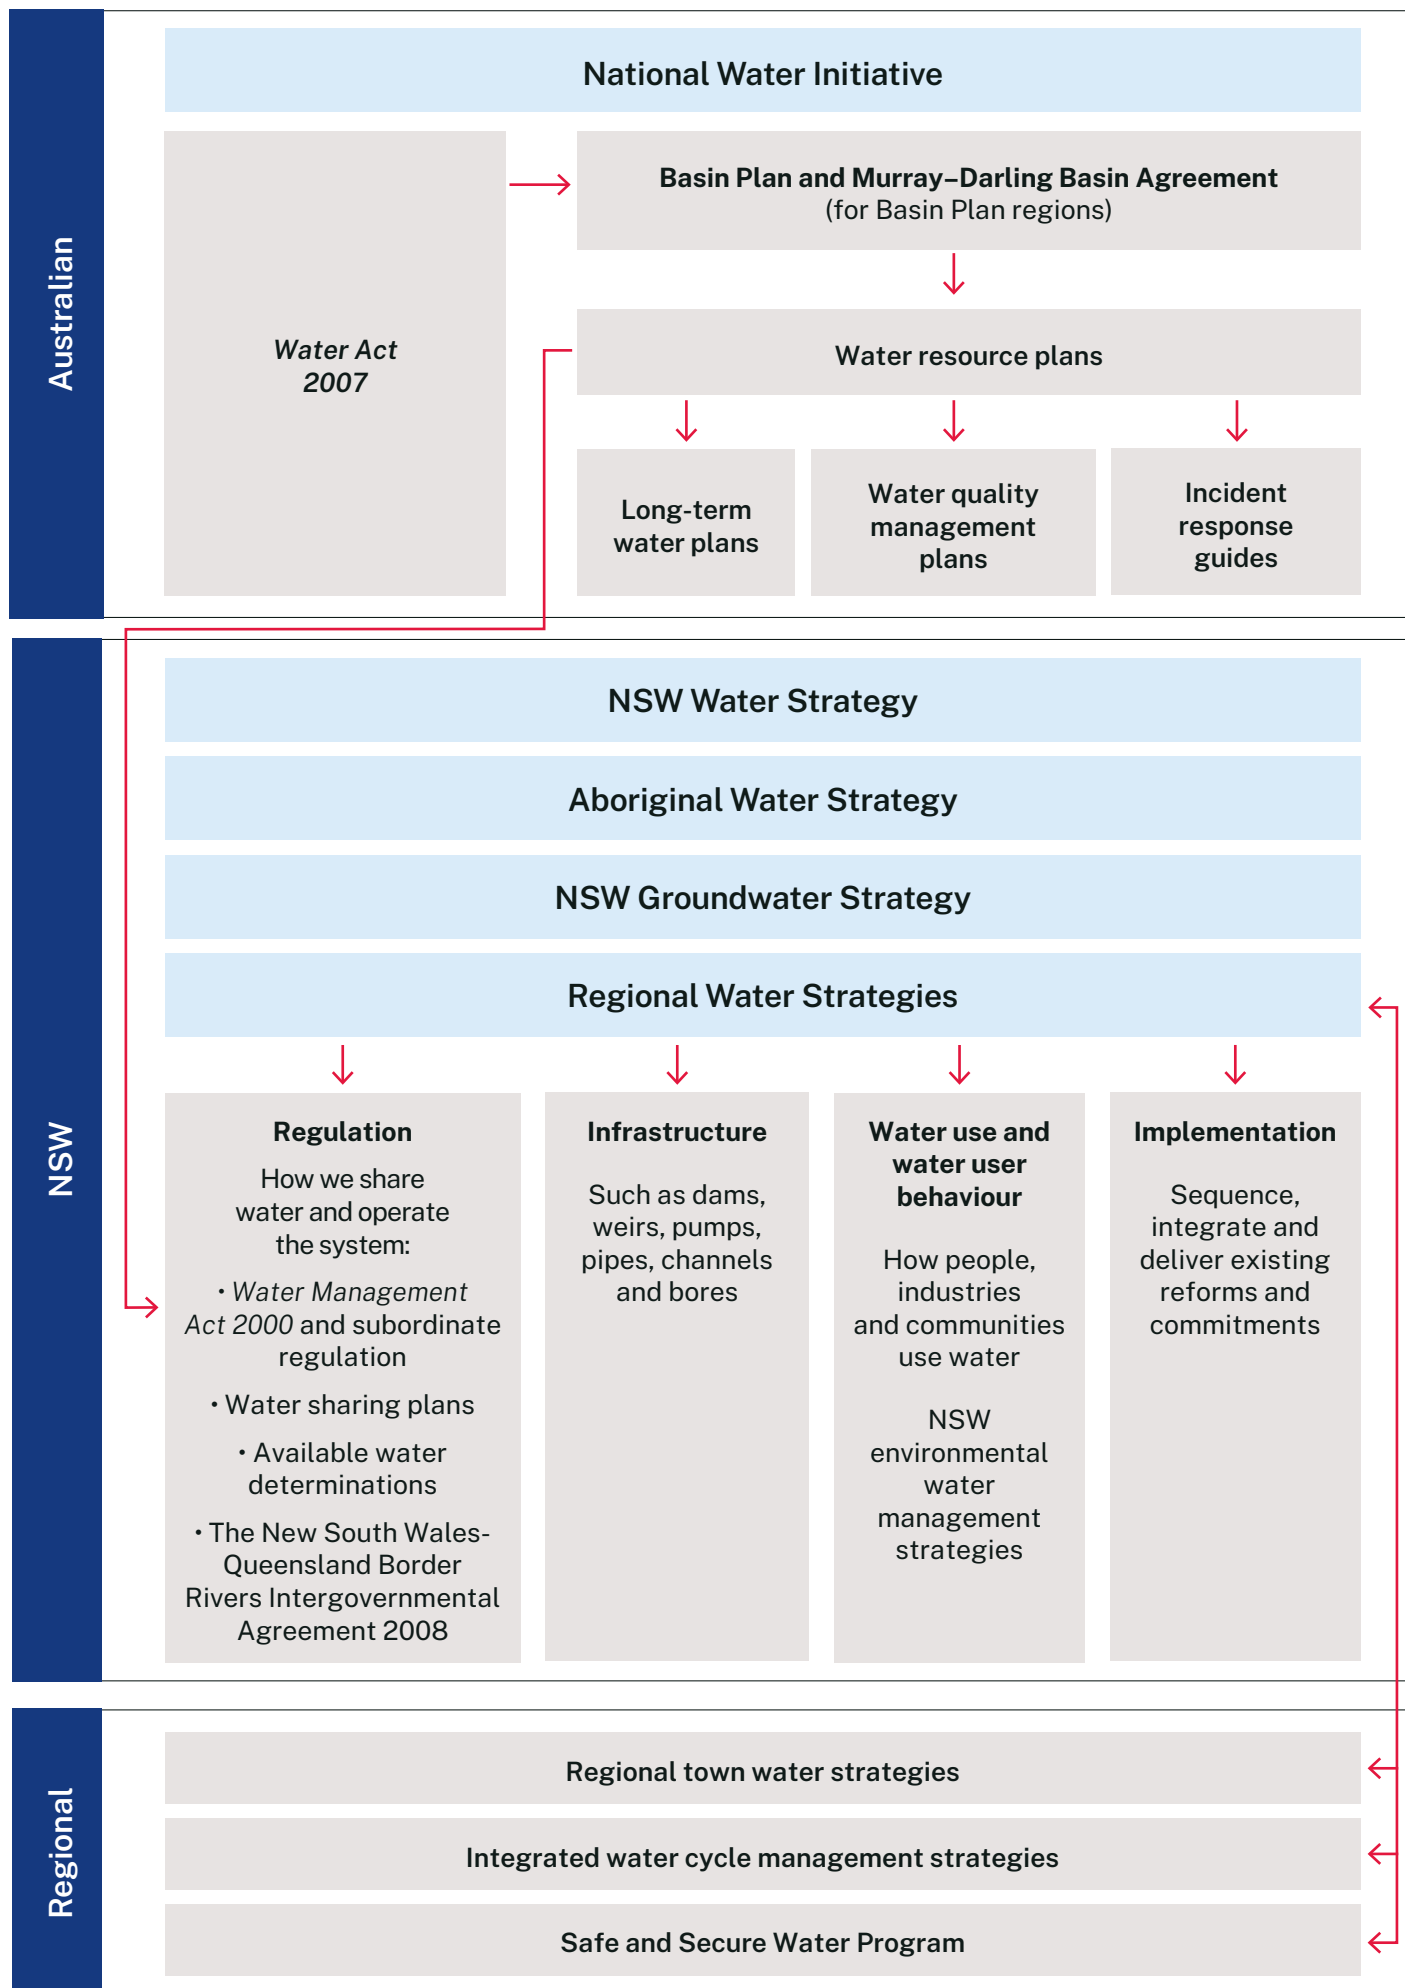 Australian
National Water Initiative
Water Act
2007
Basin Plan and Murray–Darling Basin Agreement
(for Basin Plan regions)
Water resource plans
Long-term
water plans
Water quality
management
plans
Incident
response
guides
NSW
NSW Water Strategy
Aboriginal Water Strategy
NSW Groundwater Strategy
Regional Water Strategies
Regulation
How we share
water and operate
the system:
• Water Management
Act 2000 and subordinate
regulation
• Water sharing plans
• Available water
determinations
• The New South Wales-
Queensland Border
Rivers Intergovernmental
Agreement 2008
Infrastructure
Such as dams,
weirs, pumps,
pipes, channels
and bores
Water use and
water user
behaviour
How people,
industries
and communities
use water
NSW
environmental
water
management
strategies
Implementation
Sequence,
integrate and
deliver existing
reforms and
commitments
Regional
Regional town water strategies
Integrated water cycle management strategies
Safe and Secure Water Program